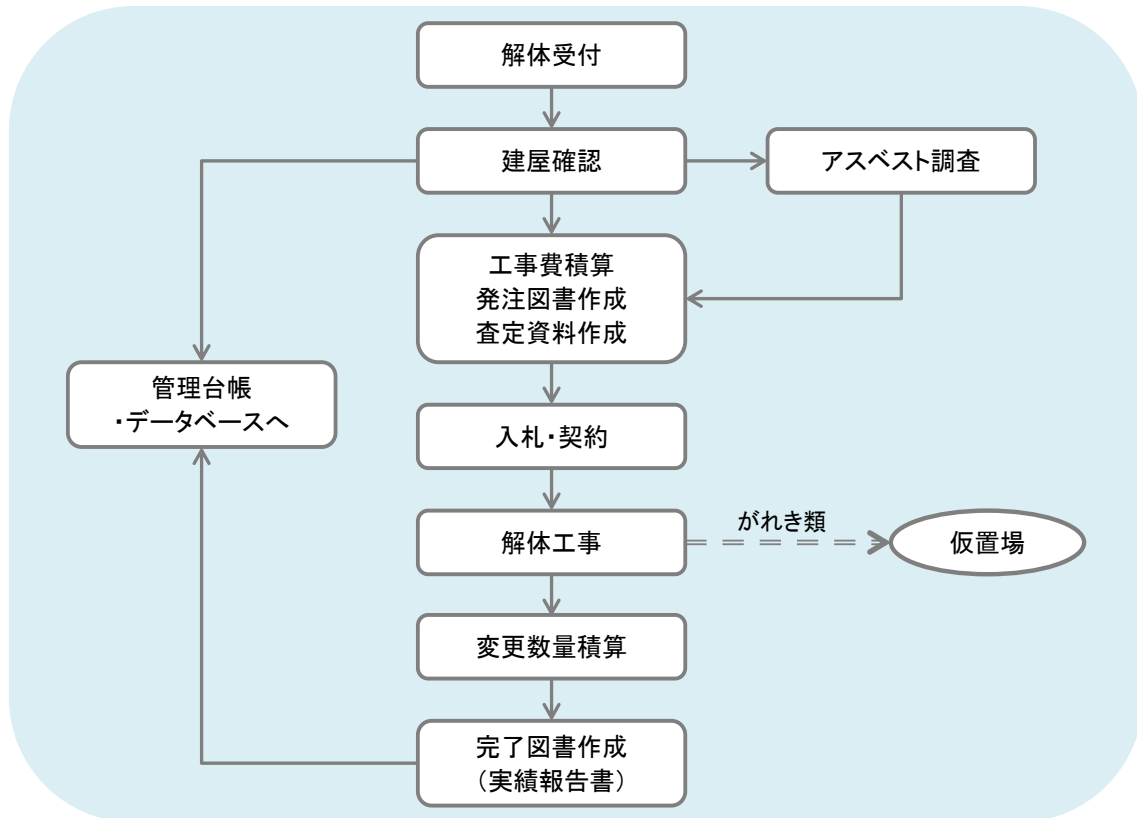 解体受付
建屋確認
アスベスト調査
工事費積算
発注図書作成
査定資料作成
管理台帳
・データベースへ
入札・契約
解体工事
がれき類
仮置場
変更数量積算
完了図書作成
（実績報告書）